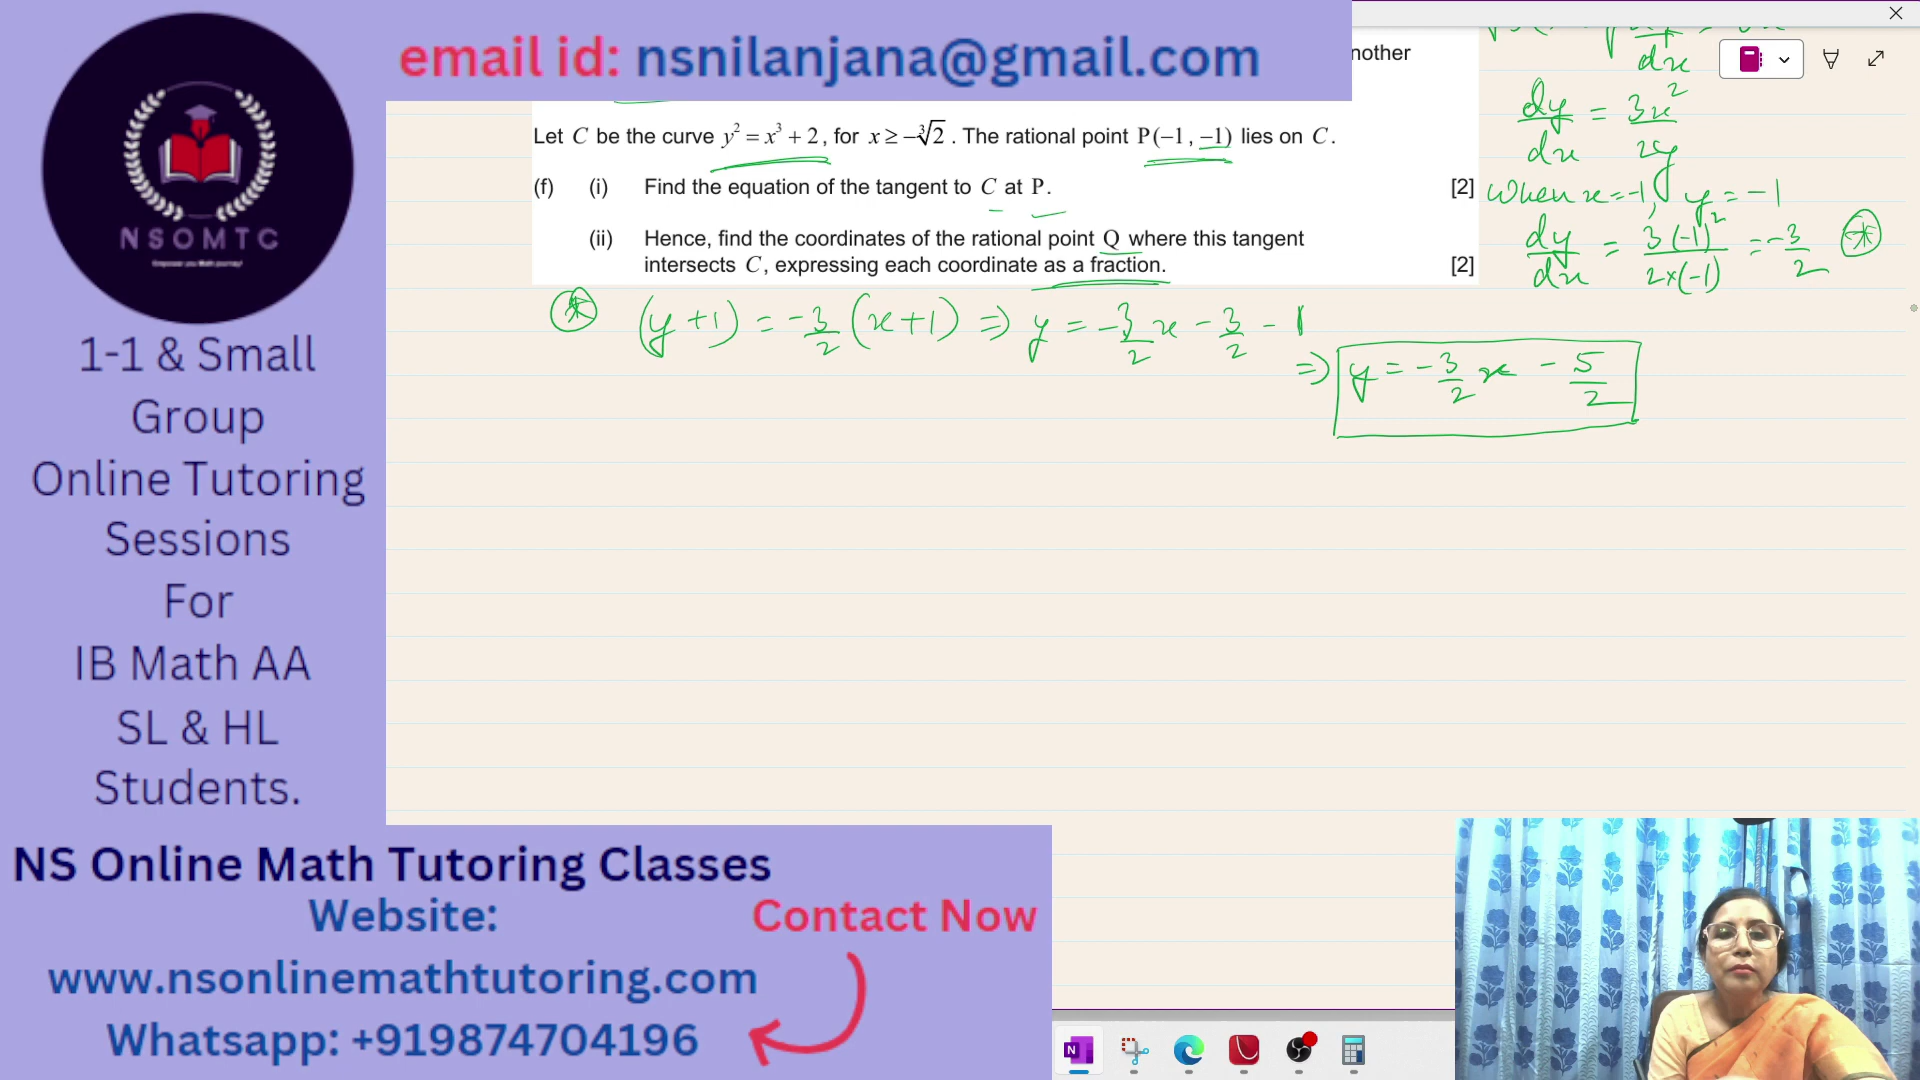 email id: nsnilanjana@gmail.com
nother
Let C be the curve y² = x³ + 2, for x ≥ −∛2. The rational point P(−1, −1) lies on C.
(f) (i) Find the equation of the tangent to C at P. [2]
(ii) Hence, find the coordinates of the rational point Q where this tangent
intersects C, expressing each coordinate as a fraction. [2]
dx
dy/dx = 3x²/2y
when x=-1, y=-1
dy/dx = 3(-1)²/2×(-1) = -3/2
(y+1) = -3/2 (x+1) ⇒ y = -3/2 x - 3/2 - 1
⇒ y = -3/2 x - 5/2
NSOMTC
Empower you Math journey!
1-1 & Small
Group
Online Tutoring
Sessions
For
IB Math AA
SL & HL
Students.
NS Online Math Tutoring Classes
Website:
Contact Now
www.nsonlinemathtutoring.com
Whatsapp: +919874704196
N